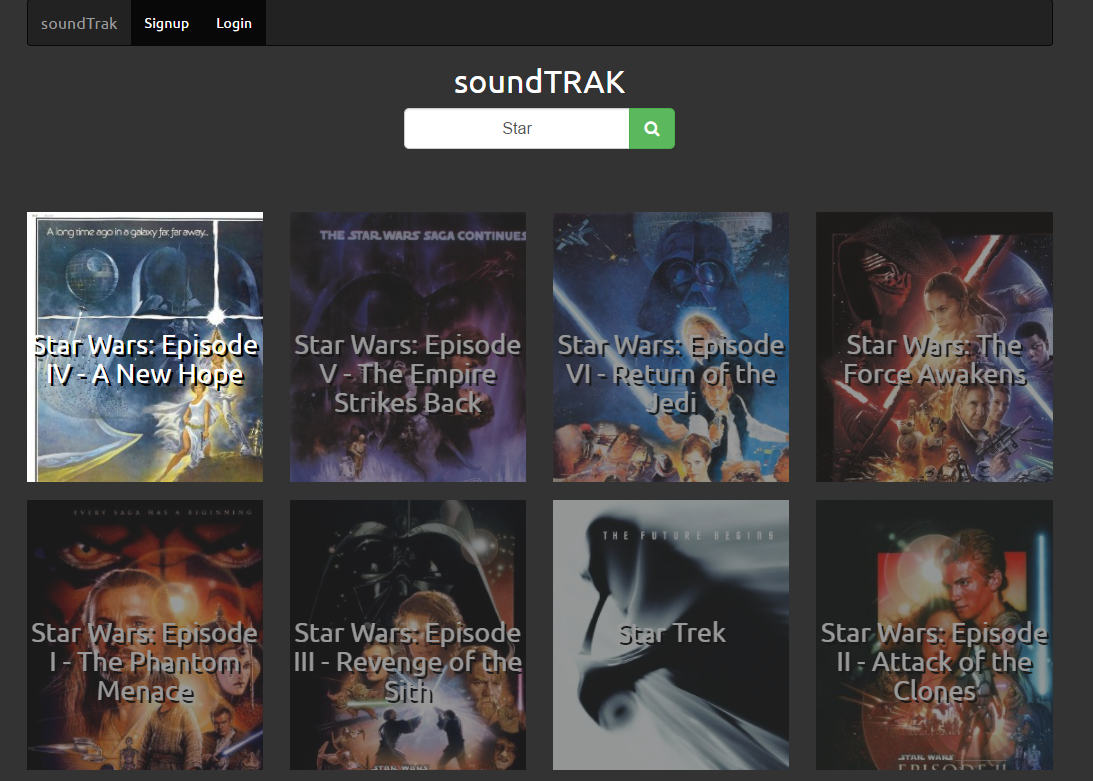 soundTrak Signup Login
soundTRAK
Star
A long time ago in a galaxy far, far away...
Star Wars: Episode
IV - A New Hope
THE STAR WARS SAGA CONTINUES
Star Wars: Episode
V - The Empire
Strikes Back
Star Wars: Episode
VI - Return of the
Jedi
Star Wars: The
Force Awakens
EVERY SAGA HAS A BEGINNING
Star Wars: Episode
I - The Phantom
Menace
Star Wars: Episode
III - Revenge of the
Sith
STAR WARS
THE FUTURE BEGINS
Star Trek
Star Wars: Episode
II - Attack of the
Clones
STAR WARS
EPISODE II